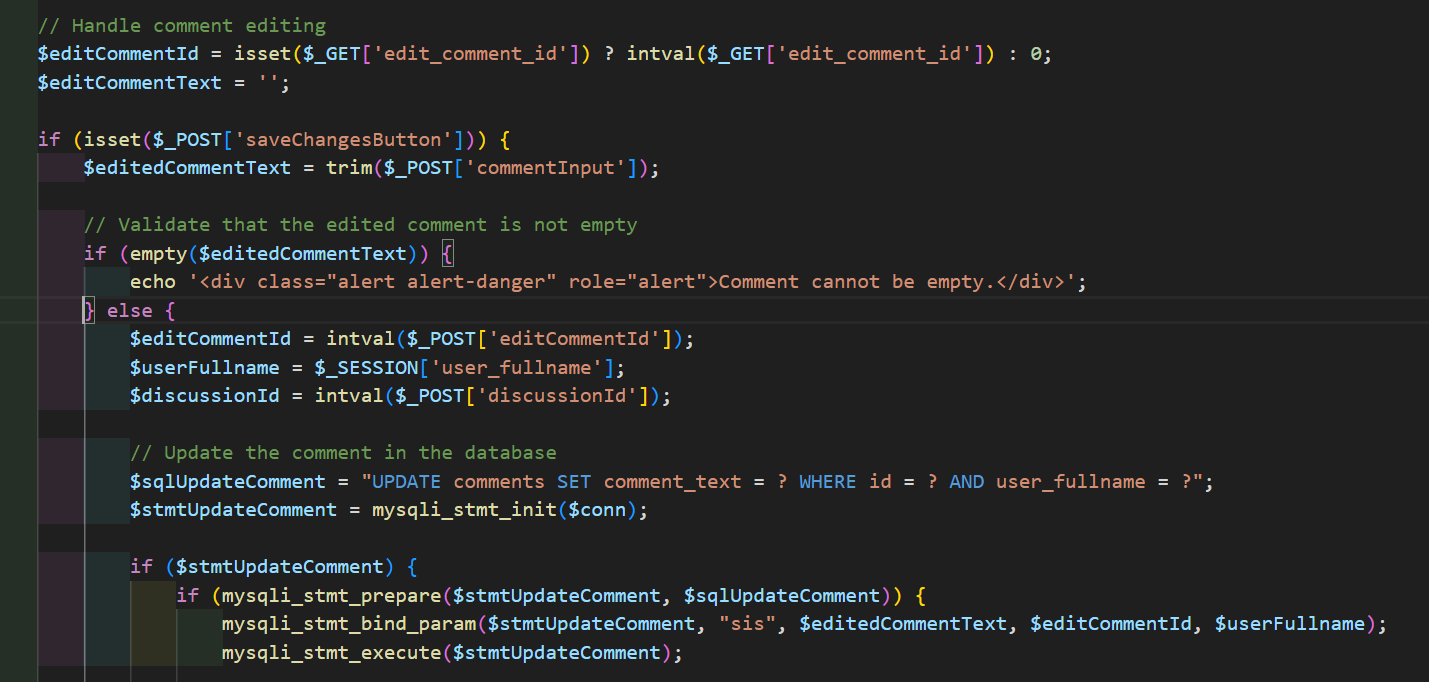 // Handle comment editing
$editCommentId = isset($_GET['edit_comment_id']) ? intval($_GET['edit_comment_id']) : 0;
$editCommentText = '';
if (isset($_POST['saveChangesButton'])) {
$editedCommentText = trim($_POST['commentInput']);
// Validate that the edited comment is not empty
if (empty($editedCommentText)) {
echo '<div class="alert alert-danger" role="alert">Comment cannot be empty.</div>';
} else {
$editCommentId = intval($_POST['editCommentId']);
$userFullname = $_SESSION['user_fullname'];
$discussionId = intval($_POST['discussionId']);
// Update the comment in the database
$sqlUpdateComment = "UPDATE comments SET comment_text = ? WHERE id = ? AND user_fullname = ?";
$stmtUpdateComment = mysqli_stmt_init($conn);
if ($stmtUpdateComment) {
if (mysqli_stmt_prepare($stmtUpdateComment, $sqlUpdateComment)) {
mysqli_stmt_bind_param($stmtUpdateComment, "sis", $editedCommentText, $editCommentId, $userFullname);
mysqli_stmt_execute($stmtUpdateComment);